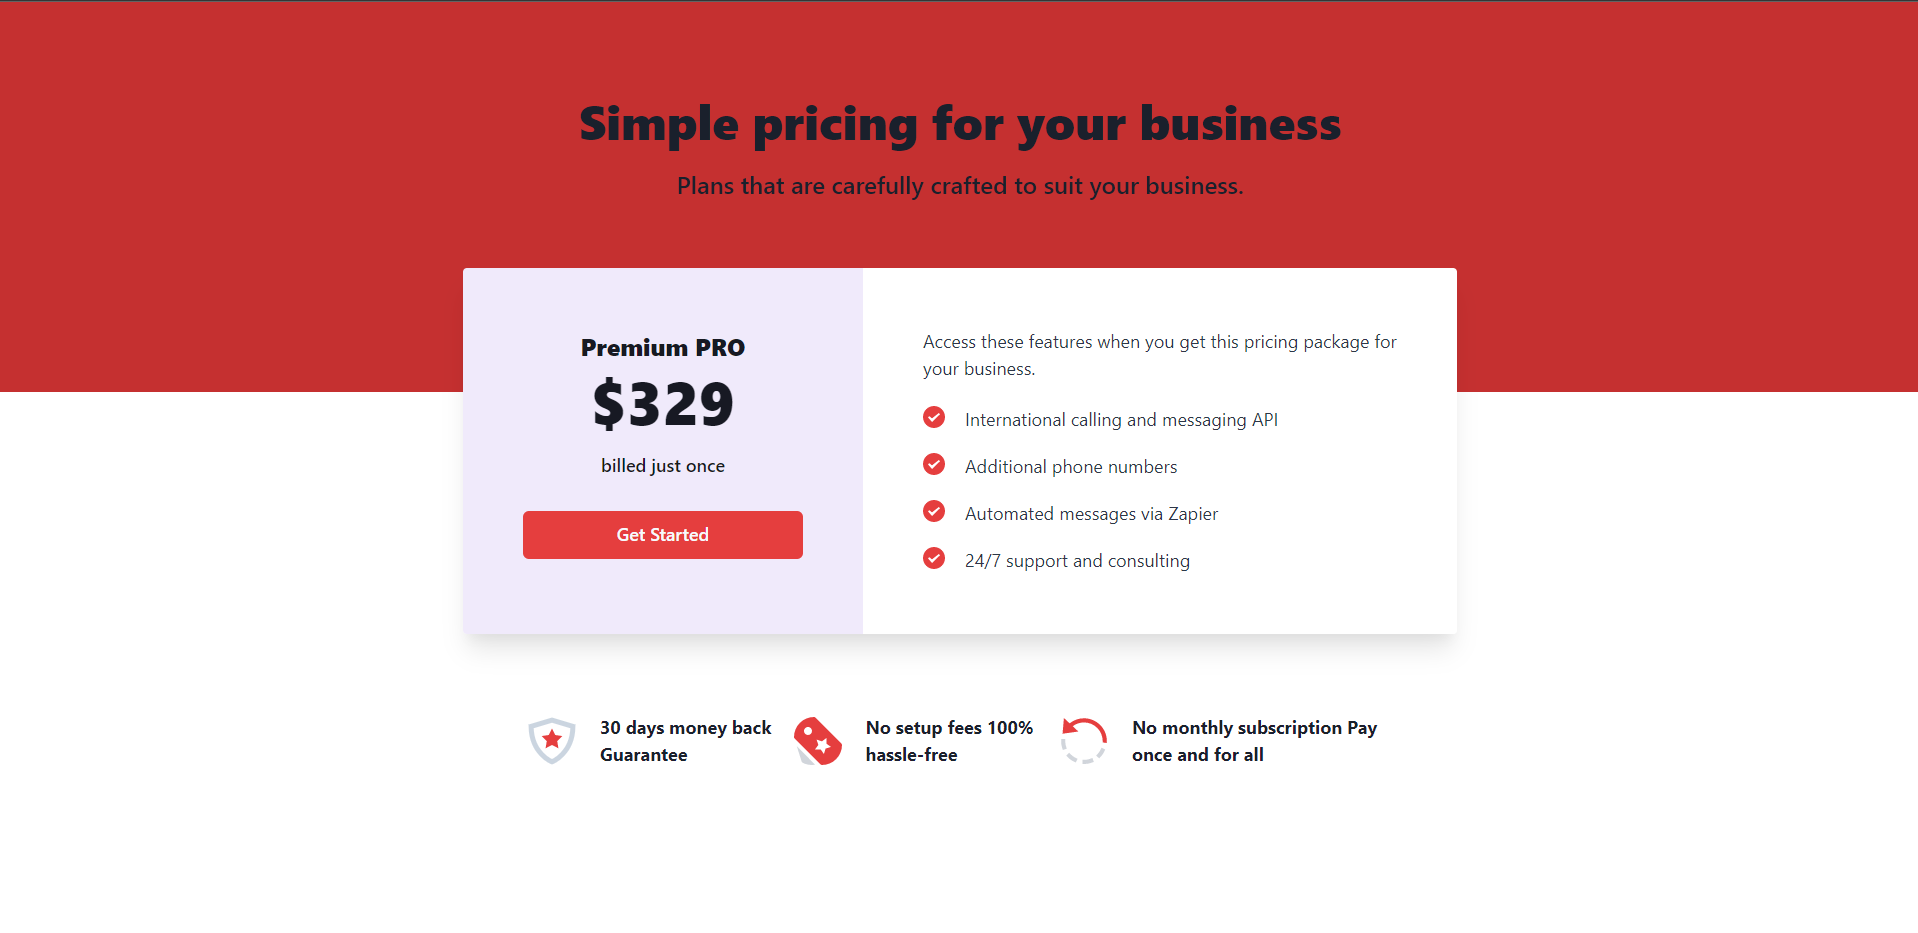 Simple pricing for your business
Plans that are carefully crafted to suit your business.
Premium PRO
$329
billed just once
Get Started
Access these features when you get this pricing package for
your business.
International calling and messaging API
Additional phone numbers
Automated messages via Zapier
24/7 support and consulting
30 days money back
Guarantee
No setup fees 100%
hassle-free
No monthly subscription Pay
once and for all